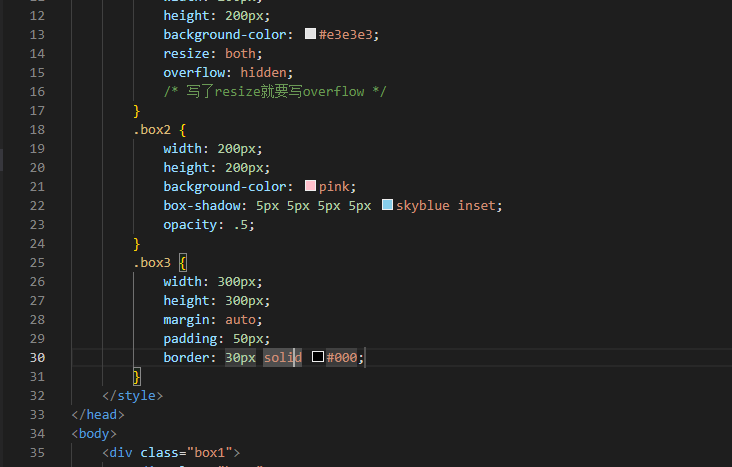 12 height: 200px;
13 background-color: #e3e3e3;
14 resize: both;
15 overflow: hidden;
16 /* 写了resize就要写overflow */
17 }
18 .box2 {
19 width: 200px;
20 height: 200px;
21 background-color: pink;
22 box-shadow: 5px 5px 5px 5px skyblue inset;
23 opacity: .5;
24 }
25 .box3 {
26 width: 300px;
27 height: 300px;
28 margin: auto;
29 padding: 50px;
30 border: 30px solid #000;
31 }
32 </style>
33 </head>
34 <body>
35 <div class="box1">